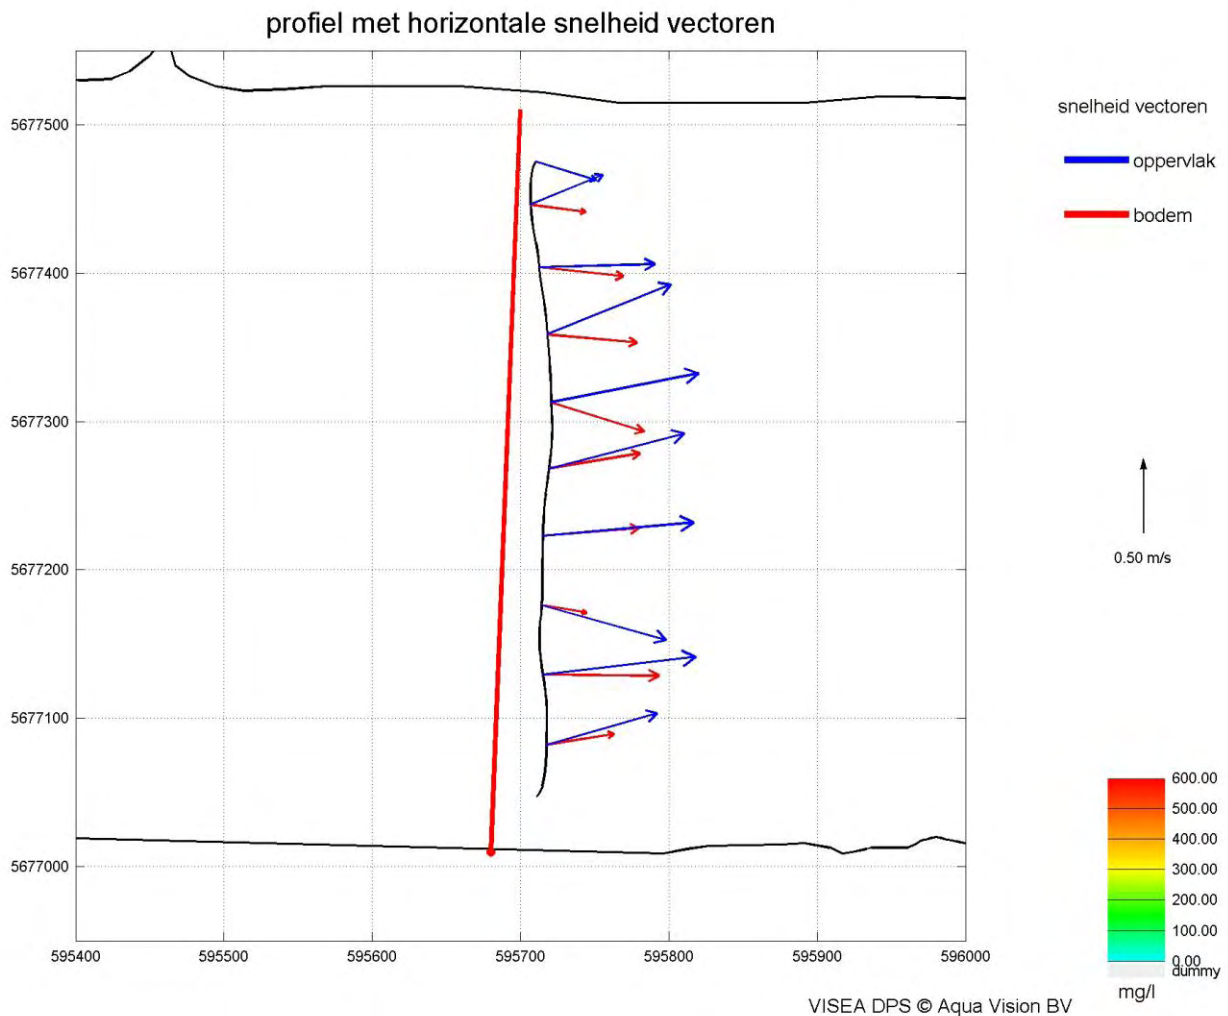 profiel met horizontale snelheid vectoren
snelheid vectoren
oppervlak
bodem
5677500
5677400
5677300
5677200
5677100
5677000
595400
595500
595600
595700
595800
595900
596000
0.50 m/s
600.00
500.00
400.00
300.00
200.00
100.00
0.00
dummy
mg/l
VISEA DPS © Aqua Vision BV